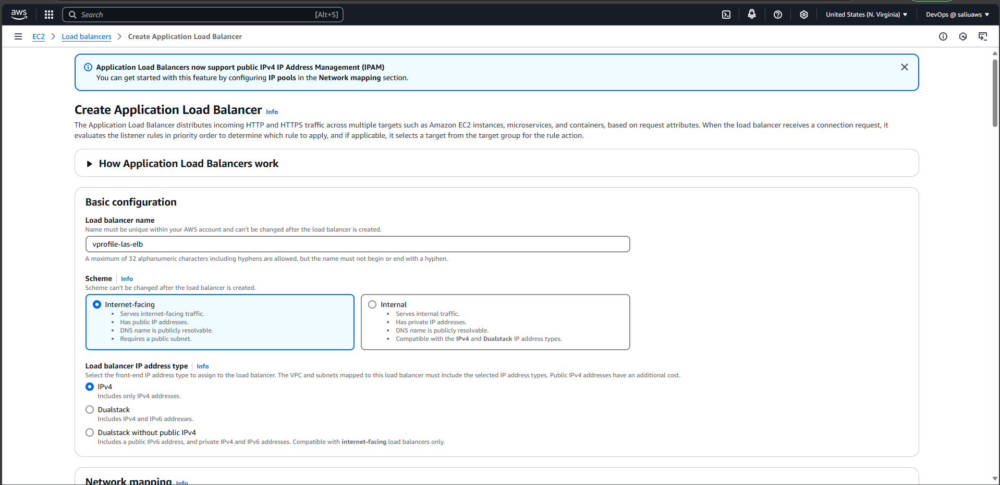 aws
Search [Alt+S]
United States (N. Virginia)
DevOps @ saliuaws
EC2 > Load balancers > Create Application Load Balancer
Application Load Balancers now support public IPv4 IP Address Management (IPAM)
You can get started with this feature by configuring IP pools in the Network mapping section.
Create Application Load Balancer Info
The Application Load Balancer distributes incoming HTTP and HTTPS traffic across multiple targets such as Amazon EC2 instances, microservices, and containers, based on request attributes. When the load balancer receives a connection request, it
evaluates the listener rules in priority order to determine which rule to apply, and if applicable, it selects a target from the target group for the rule action.
How Application Load Balancers work
Basic configuration
Load balancer name
Name must be unique within your AWS account and can't be changed after the load balancer is created.
vprofile-las-elb
A maximum of 32 alphanumeric characters including hyphens are allowed, but the name must not begin or end with a hyphen.
Scheme Info
Scheme can't be changed after the load balancer is created.
Internet-facing
• Serves internet-facing traffic.
• Has public IP addresses.
• DNS name is publicly resolvable.
• Requires a public subnet.
Internal
• Serves internal traffic.
• Has private IP addresses.
• DNS name is publicly resolvable.
• Compatible with the IPv4 and Dualstack IP address types.
Load balancer IP address type Info
Select the front-end IP address type to assign to the load balancer. The VPC and subnets mapped to this load balancer must include the selected IP address types. Public IPv4 addresses have an additional cost.
IPv4
Includes only IPv4 addresses.
Dualstack
Includes IPv4 and IPv6 addresses.
Dualstack without public IPv4
Includes a public IPv6 address, and private IPv4 and IPv6 addresses. Compatible with internet-facing load balancers only.
Network mapping Info